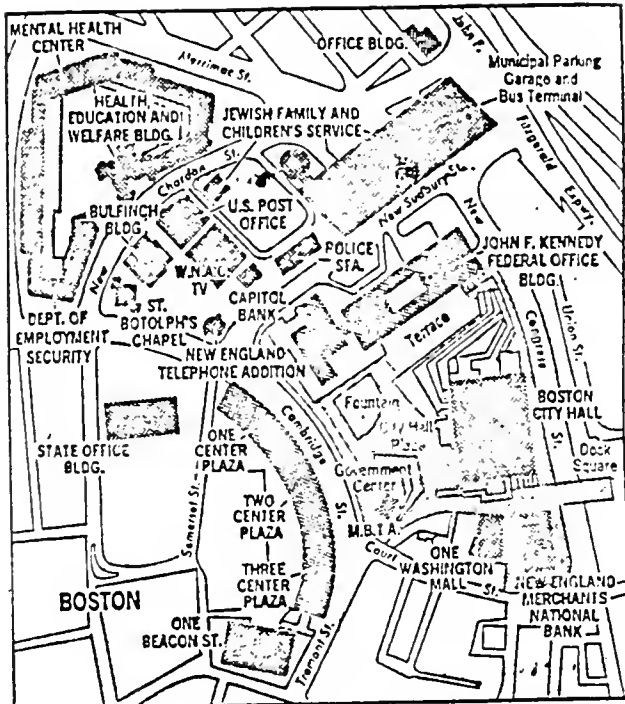 MENTAL HEALTH
CENTER
Merrimac St.
OFFICE BLDG.
John F.
Fitzgerald
Expwy.
Municipal Parking
Garage and
Bus Terminal
HEALTH,
EDUCATION AND
WELFARE BLDG.
JEWISH FAMILY AND
CHILDREN'S SERVICE
New
Chardon
St.
U.S. POST
OFFICE
New Sudbury St.
BULFINCH
BLDG.
POLICE
STA.
New
Congress
St.
JOHN F. KENNEDY
FEDERAL OFFICE
BLDG.
W.N.A.C.
TV
CAPITOL
BANK
Union St.
DEPT. OF
EMPLOYMENT
SECURITY
ST.
BOTOLPH'S
CHAPEL
NEW ENGLAND
TELEPHONE ADDITION
Terrace
Fountain
City Hall
Plaza
BOSTON
CITY HALL
STATE OFFICE
BLDG.
Cambridge
St.
ONE
CENTER
PLAZA
Government
Center
Dock
Square
Somerset St.
TWO
CENTER
PLAZA
M.B.T.A.
Court
St.
ONE
WASHINGTON
MALL
THREE
CENTER
PLAZA
NEW ENGLAND
MERCHANTS
NATIONAL
BANK
BOSTON
ONE
BEACON ST.
Tremont St.